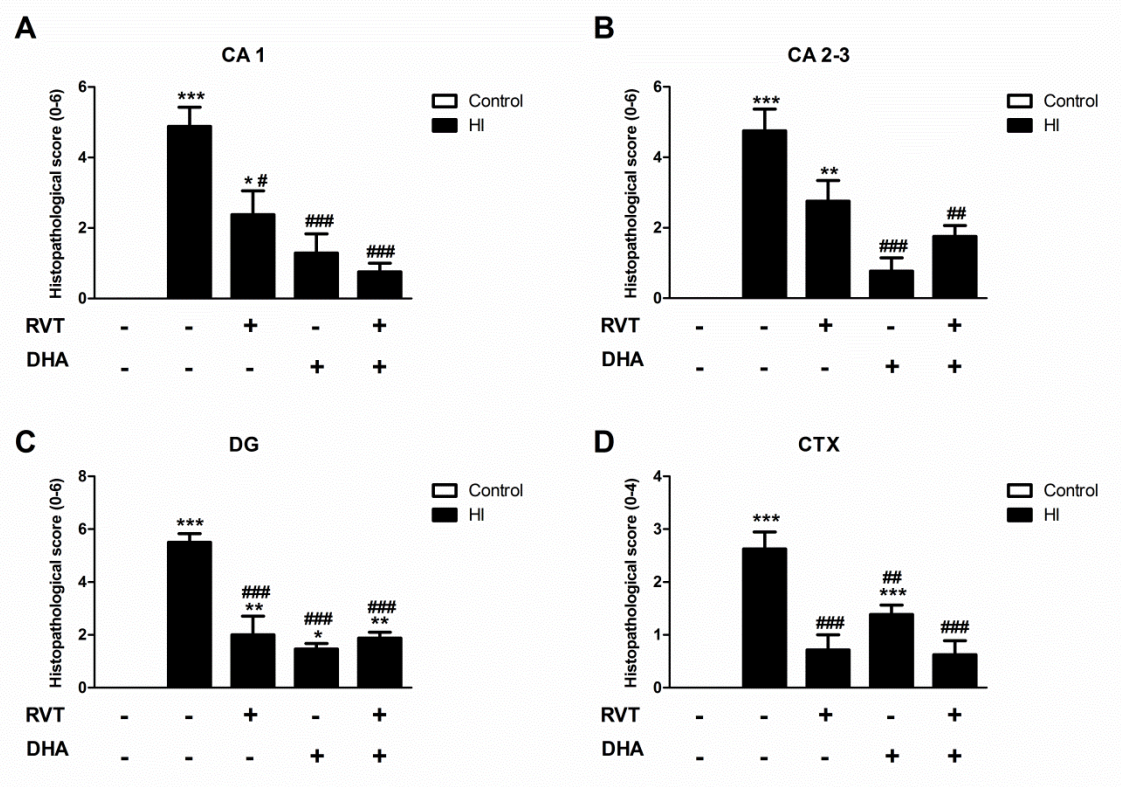 A
CA 1
Histopathological score (0-6)
6
4
2
0
***
* #
###
###
Control
HI
RVT - - + - +
DHA - - - + +
B
CA 2-3
Histopathological score (0-6)
6
4
2
0
***
**
###
##
Control
HI
RVT - - + - +
DHA - - - + +
C
DG
Histopathological score (0-6)
8
6
4
2
0
***
###
**
###
*
###
**
Control
HI
RVT - - + - +
DHA - - - + +
D
CTX
Histopathological score (0-4)
4
3
2
1
0
***
###
##
***
###
Control
HI
RVT - - + - +
DHA - - - + +